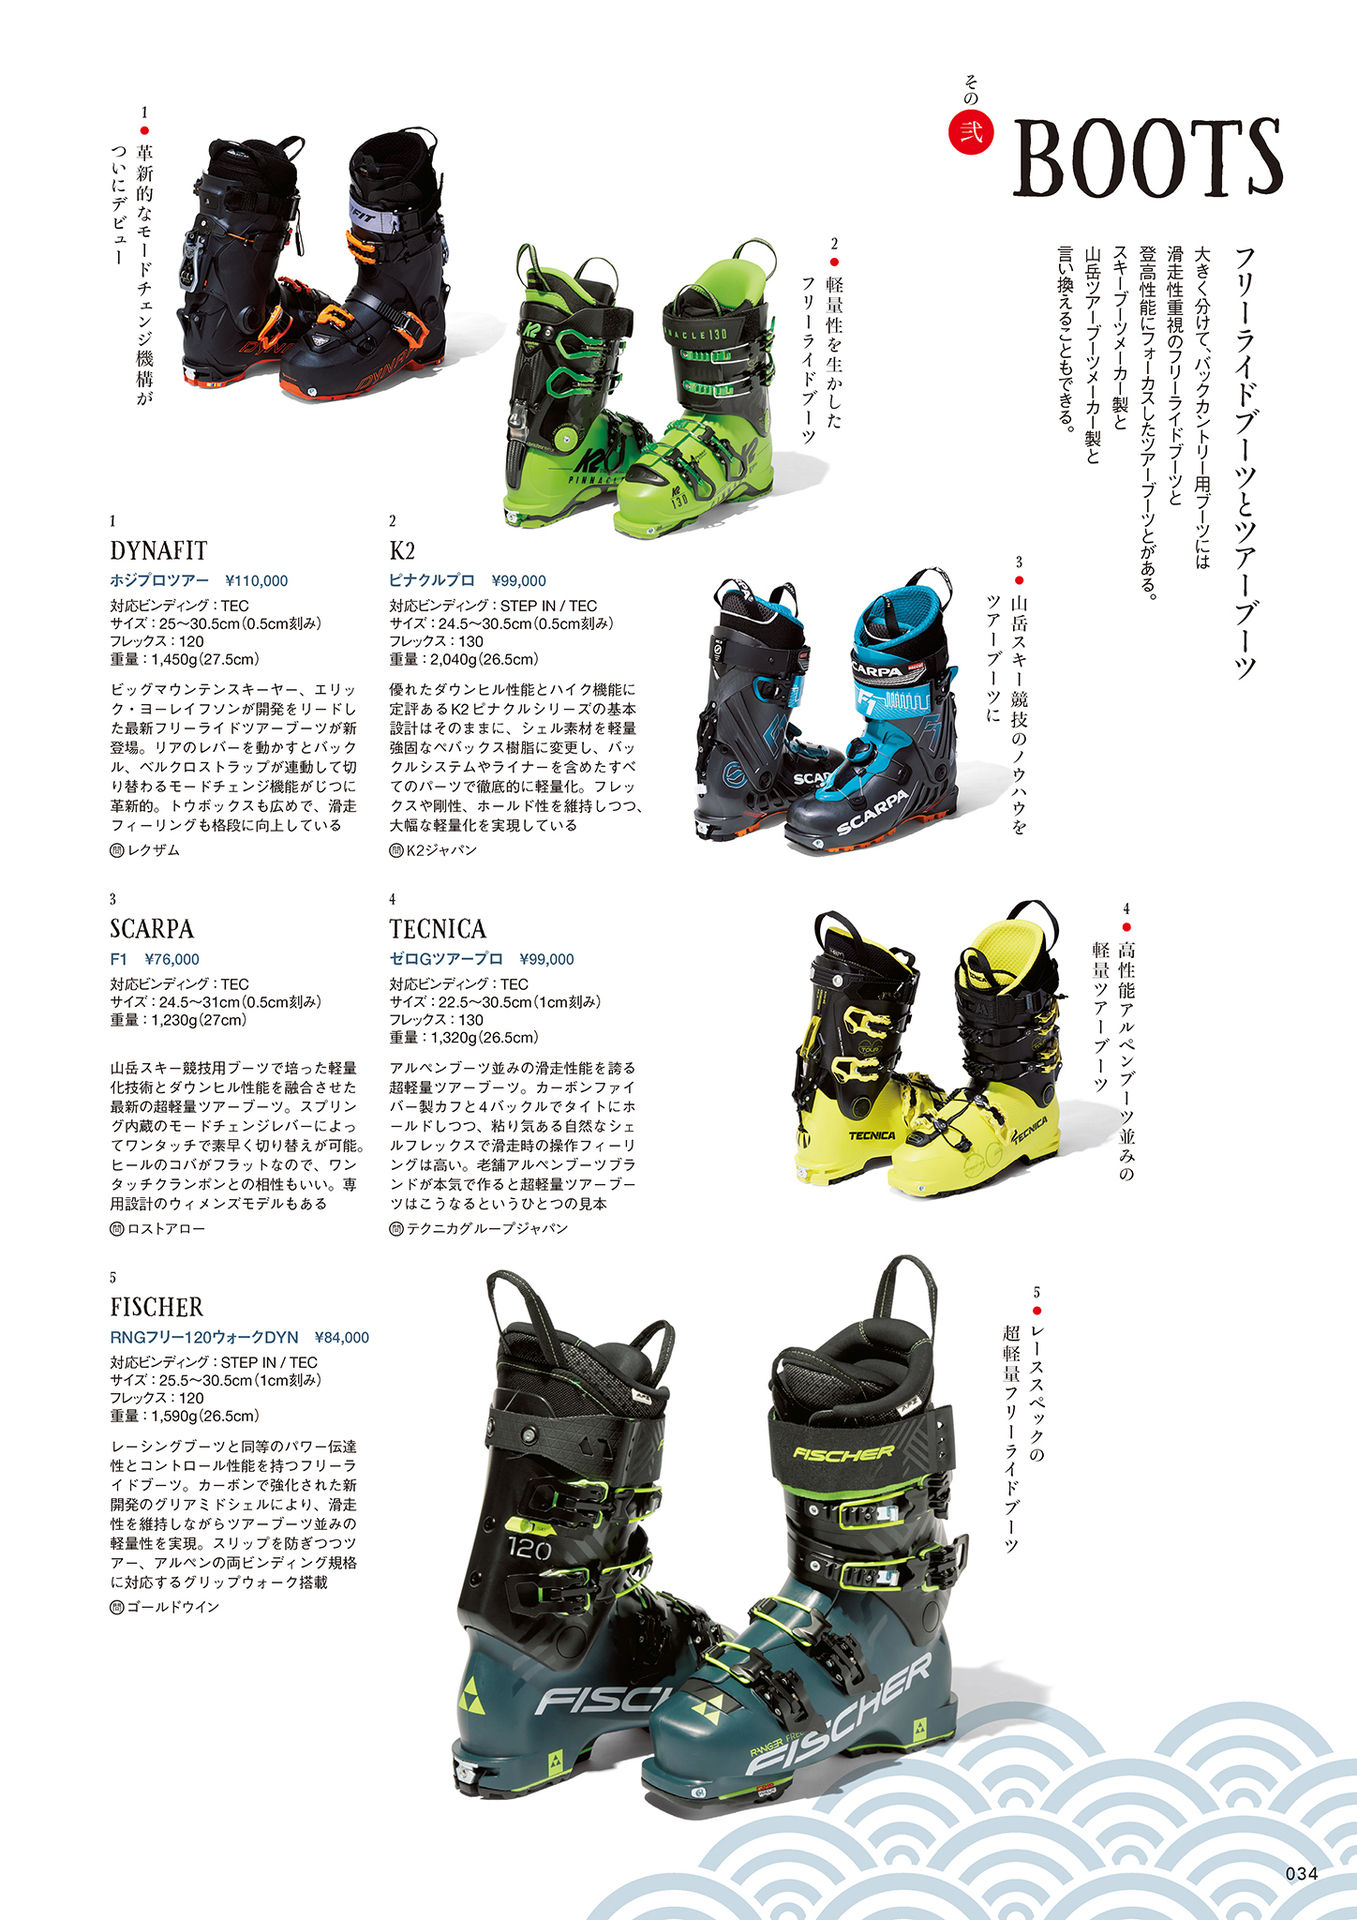 その
弐
BOOTS
フリーライドブーツとツアーブーツ
大きく分けて、バックカントリー用ブーツには
滑走性重視のフリーライドブーツと
登高性能にフォーカスしたツアーブーツとがある。
スキーブーツメーカー製と
山岳ツアーブーツメーカー製と
言い換えることもできる。
1
革新的なモードチェンジ機構が
ついにデビュー
2
軽量性を生かした
フリーライドブーツ
3
山岳スキー競技のノウハウを
ツアーブーツに
4
高性能アルペンブーツ並みの
軽量ツアーブーツ
5
レーススペックの
超軽量フリーライドブーツ
1
DYNAFIT
ホジプロツアー ¥110,000
対応ビンディング：TEC
サイズ：25〜30.5cm（0.5cm刻み）
フレックス：120
重量：1,450g（27.5cm）
ビッグマウンテンスキーヤー、エリッ
ク・ヨーレイフソンが開発をリードし
た最新フリーライドツアーブーツが新
登場。リアのレバーを動かすとバック
ル、ベルクロストラップが連動して切
り替わるモードチェンジ機能がじつに
革新的。トウボックスも広めで、滑走
フィーリングも格段に向上している
問レクザム
2
K2
ピナクルプロ ¥99,000
対応ビンディング：STEP IN / TEC
サイズ：24.5〜30.5cm（0.5cm刻み）
フレックス：130
重量：2,040g（26.5cm）
優れたダウンヒル性能とハイク機能に
定評あるK2ピナクルシリーズの基本
設計はそのままに、シェル素材を軽量
強固なペバックス樹脂に変更し、バッ
クルシステムやライナーを含めたすべ
てのパーツで徹底的に軽量化。フレッ
クスや剛性、ホールド性を維持しつつ、
大幅な軽量化を実現している
問K2ジャパン
3
SCARPA
F1 ¥76,000
対応ビンディング：TEC
サイズ：24.5〜31cm（0.5cm刻み）
重量：1,230g（27cm）
山岳スキー競技用ブーツで培った軽量
化技術とダウンヒル性能を融合させた
最新の超軽量ツアーブーツ。スプリン
グ内蔵のモードチェンジレバーによっ
てワンタッチで素早く切り替えが可能。
ヒールのコバがフラットなので、ワン
タッチクランポンとの相性もいい。専
用設計のウィメンズモデルもある
問ロストアロー
4
TECNICA
ゼロGツアープロ ¥99,000
対応ビンディング：TEC
サイズ：22.5〜30.5cm（1cm刻み）
フレックス：130
重量：1,320g（26.5cm）
アルペンブーツ並みの滑走性能を誇る
超軽量ツアーブーツ。カーボンファイ
バー製カフと4バックルでタイトにホ
ールドしつつ、粘り気ある自然なシェ
ルフレックスで滑走時の操作フィーリ
ングは高い。老舗アルペンブーツブラ
ンドが本気で作ると超軽量ツアーブー
ツはこうなるというひとつの見本
問テクニカグループジャパン
5
FISCHER
RNGフリー120ウォークDYN ¥84,000
対応ビンディング：STEP IN / TEC
サイズ：25.5〜30.5cm（1cm刻み）
フレックス：120
重量：1,590g（26.5cm）
レーシングブーツと同等のパワー伝達
性とコントロール性能を持つフリーラ
イドブーツ。カーボンで強化された新
開発のグリアミドシェルにより、滑走
性を維持しながらツアーブーツ並みの
軽量性を実現。スリップを防ぎつつツ
アー、アルペンの両ビンディング規格
に対応するグリップウォーク搭載
問ゴールドウイン
K2
K2
PINNAC
NACLE 130
K2
K2
130
SCARPA
F1
SCARPA
TECNICA
TECNICA
120
FISC
FISCHER
FISCHER
RANGER FREE
034